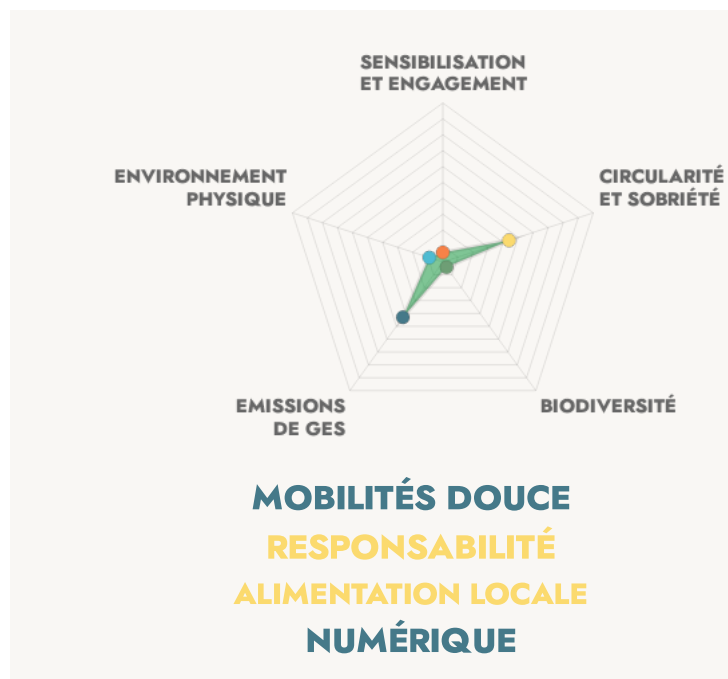 SENSIBILISATION
ET ENGAGEMENT
ENVIRONNEMENT
PHYSIQUE
CIRCULARITÉ
ET SOBRIÉTÉ
EMISSIONS
DE GES
BIODIVERSITÉ
MOBILITÉS DOUCE
RESPONSABILITÉ
ALIMENTATION LOCALE
NUMÉRIQUE